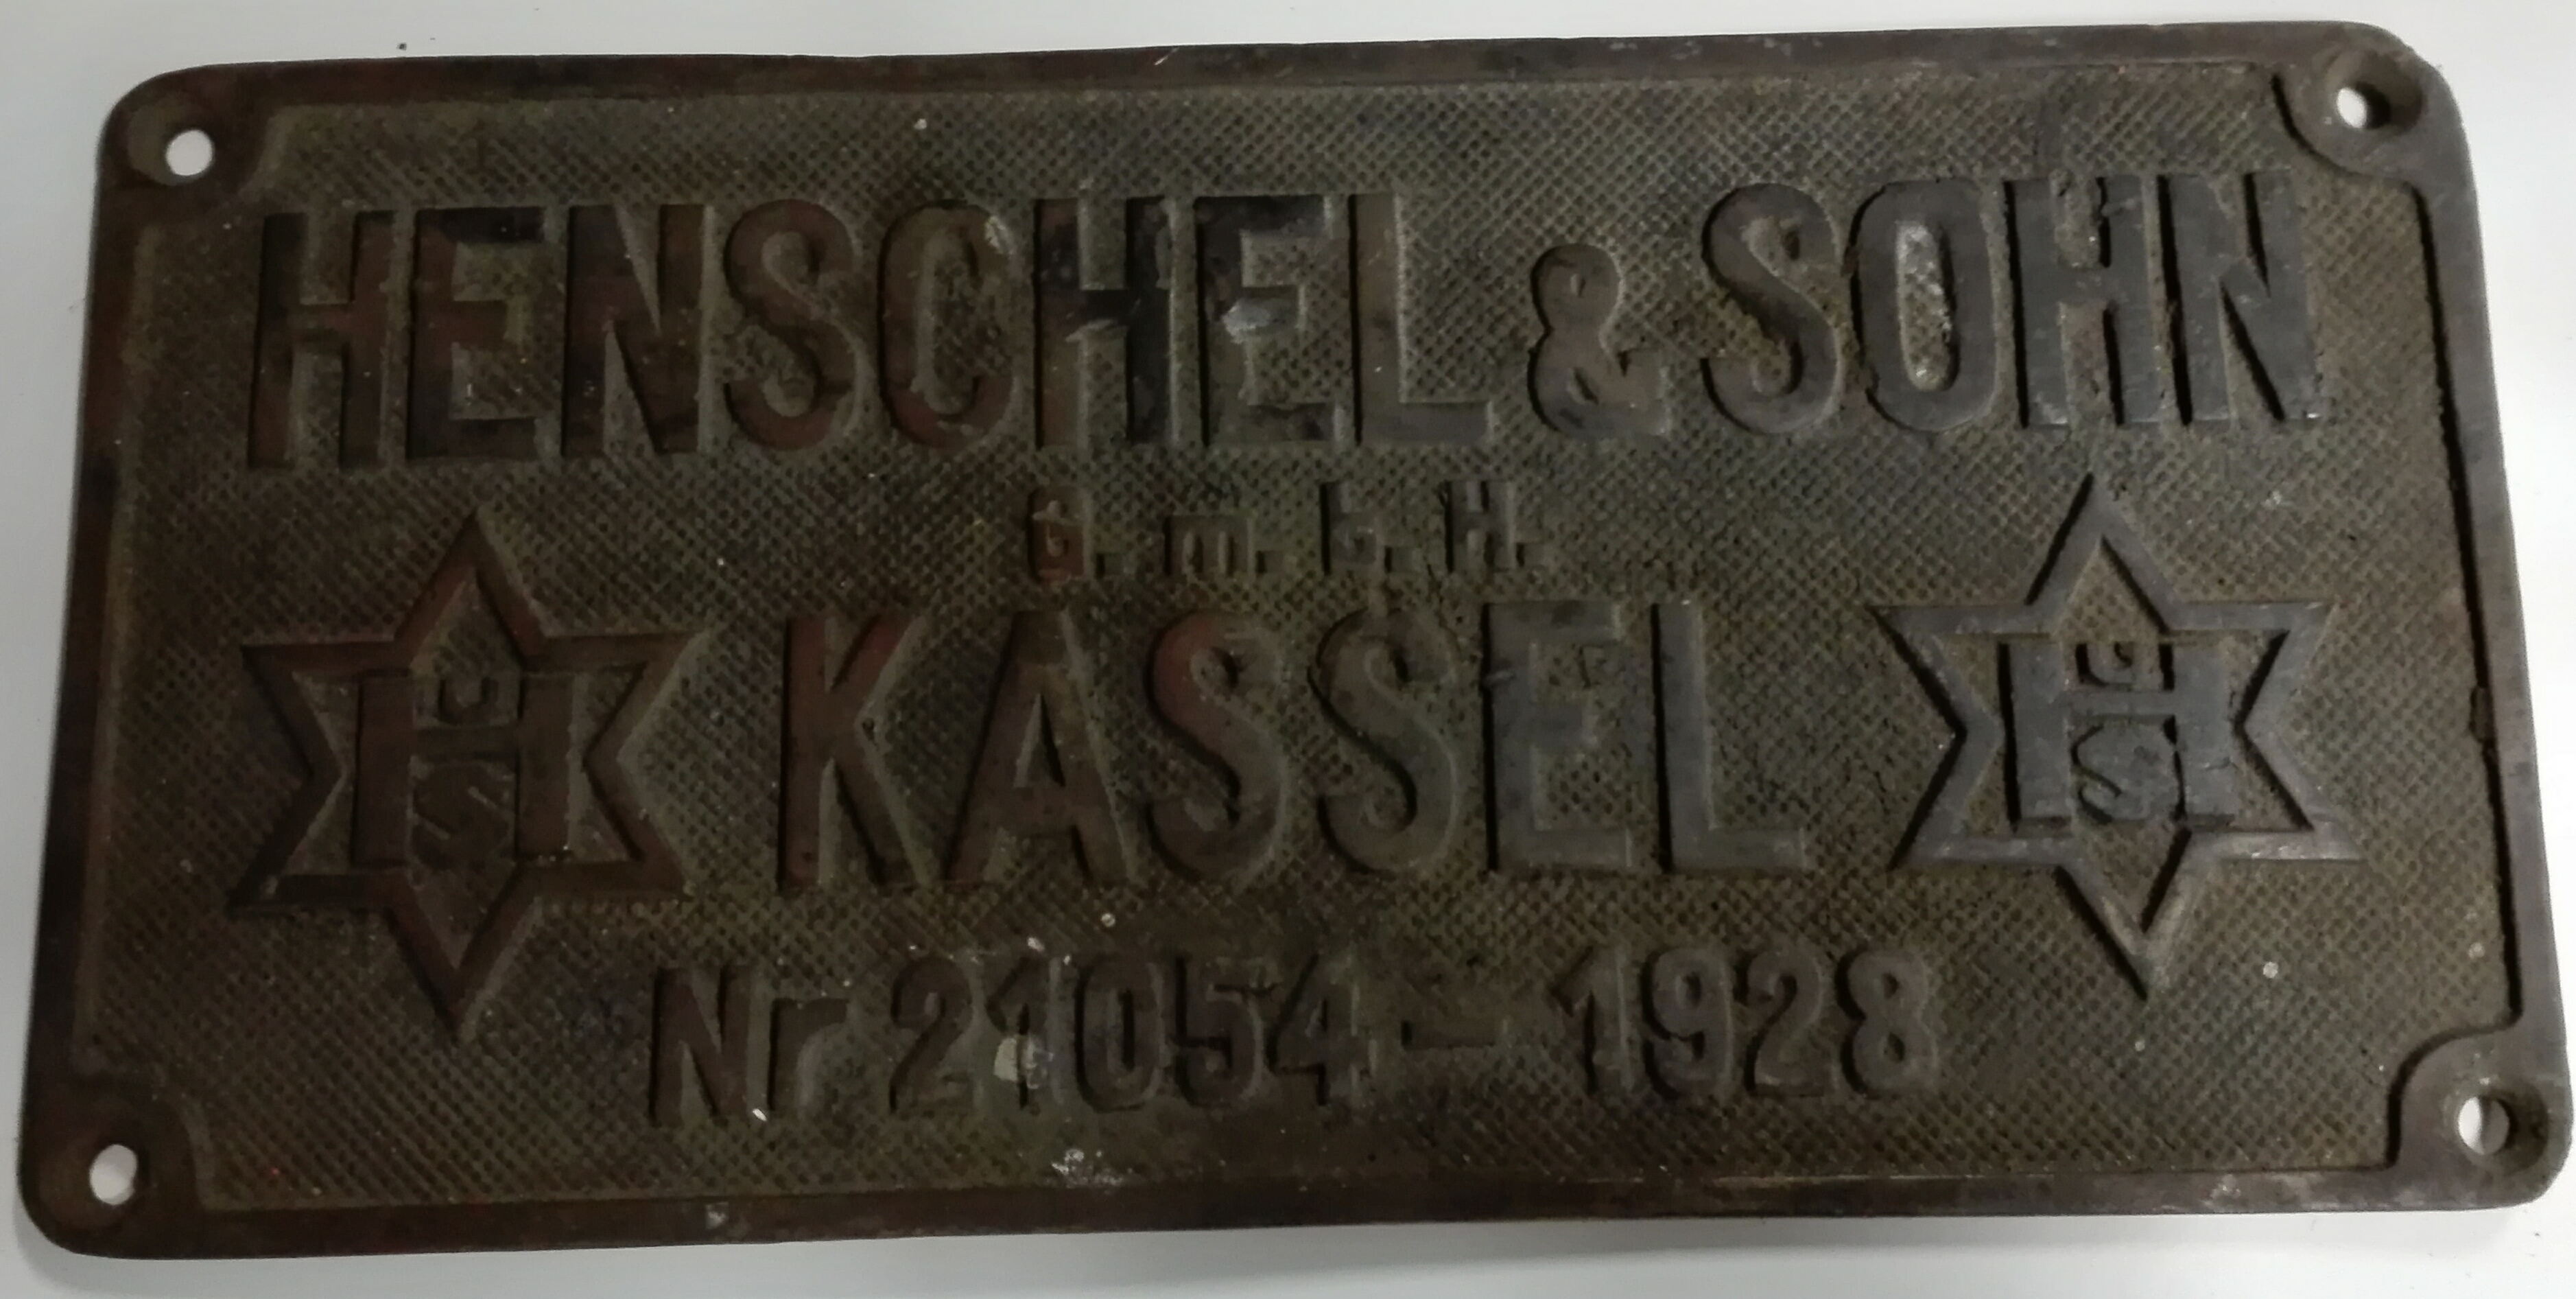 HENSCHEL & SOHN
G. m. b. H.
KASSEL
H
G
S
H
G
S
Nr 21054 — 1928